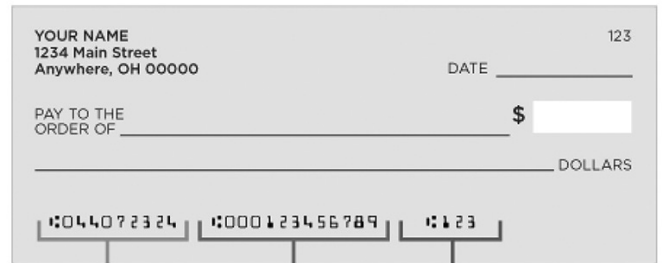 YOUR NAME
123
1234 Main Street
Anywhere, OH 00000
DATE
PAY TO THE
ORDER OF
$
DOLLARS
⑆044072324 ⑆000123456789 ⑆123